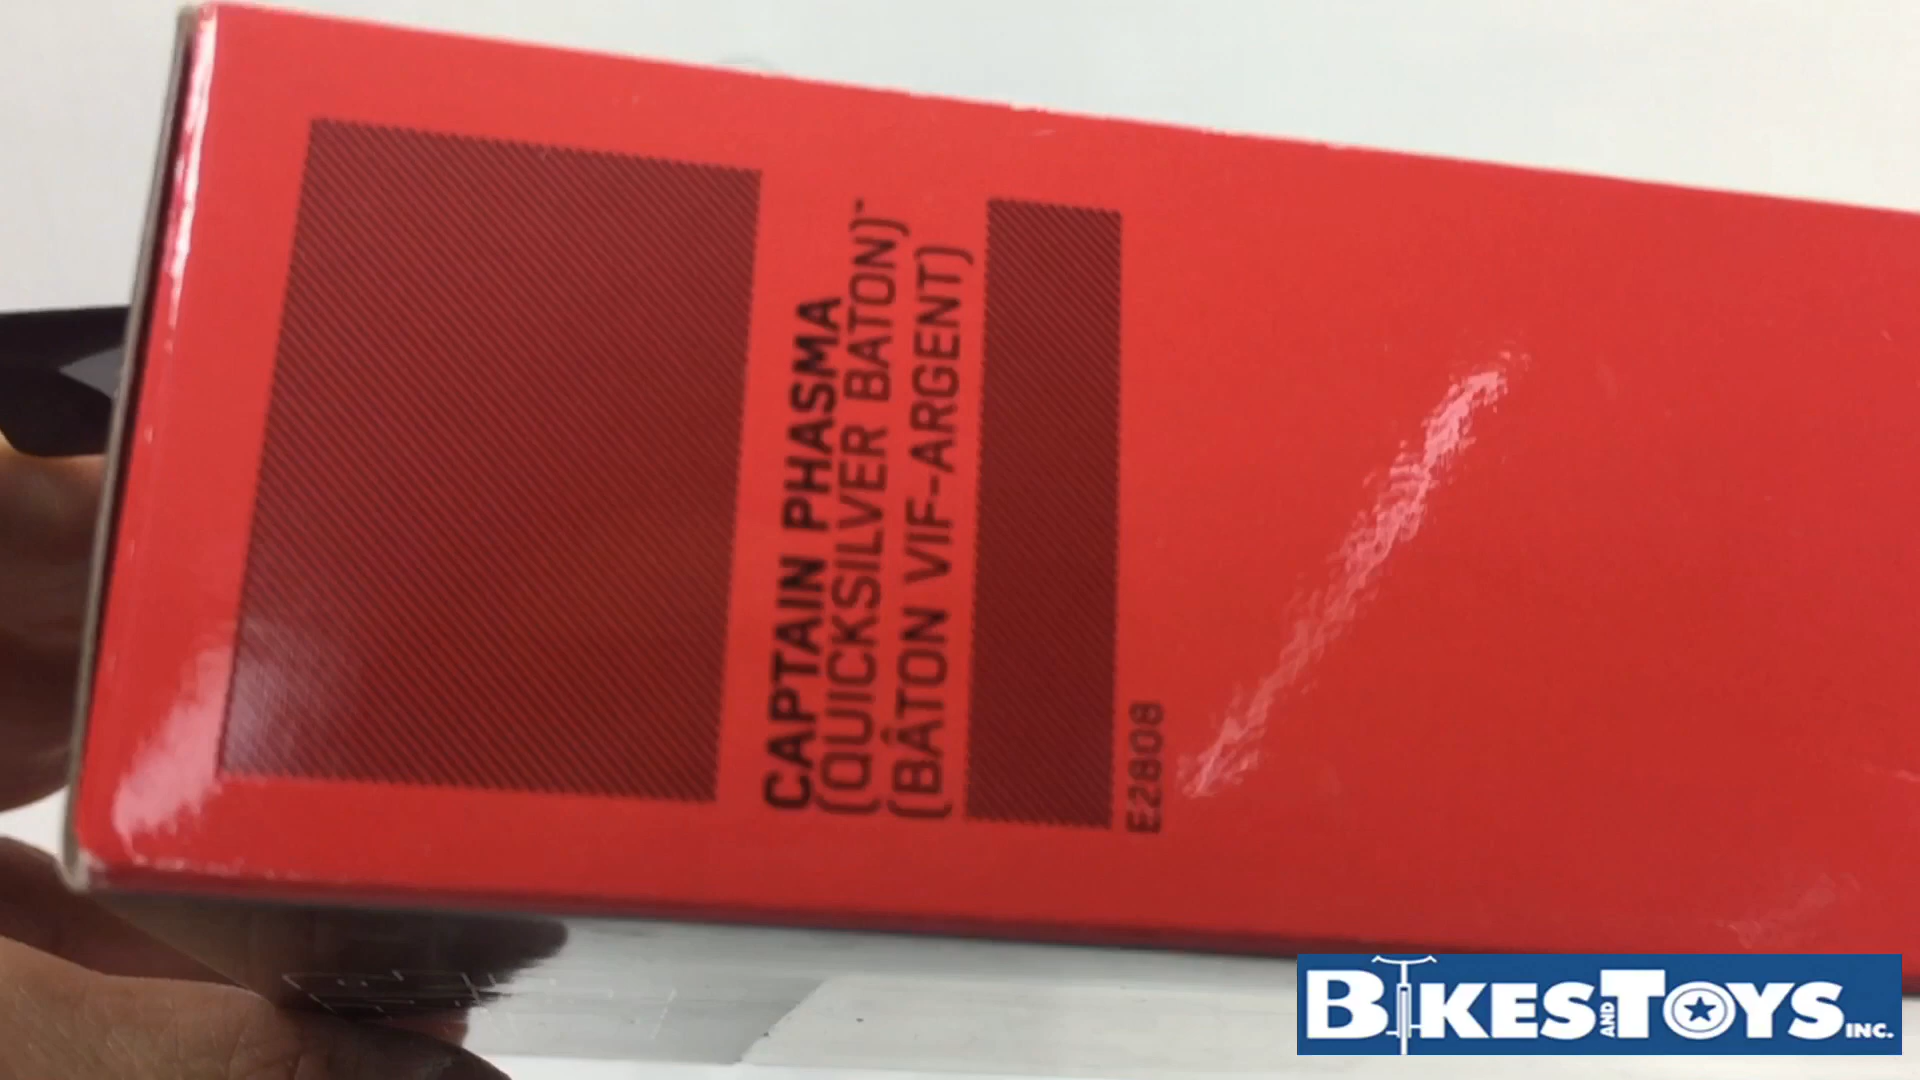 CAPTAIN PHASMA
(QUICKSILVER BATON)
(BÂTON VIF-ARGENT)
E2808
BIKES AND TOYS INC.